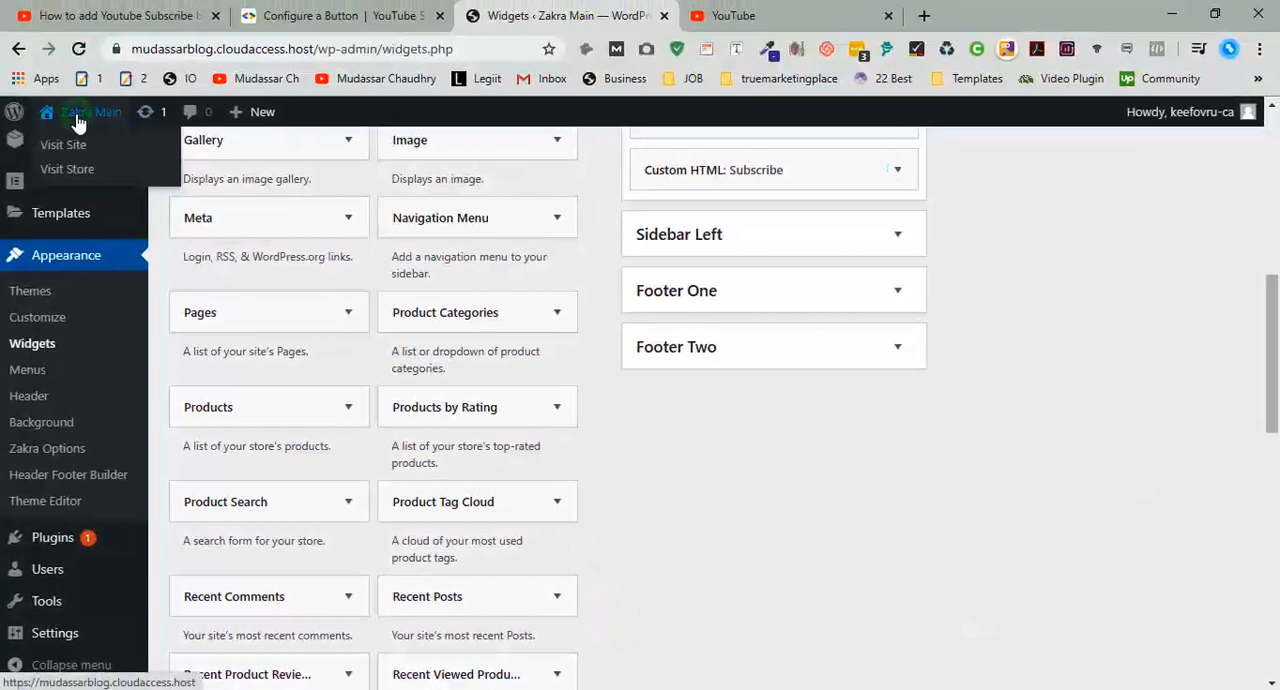 How to add Youtube Subscribe b
Configure a Button | YouTube S
Widgets ‹ Zakra Main — WordPr
YouTube
mudassarblog.cloudaccess.host/wp-admin/widgets.php
Apps 1 2 IO Mudassar Ch Mudassar Chaudhry Legiit Inbox Business JOB truemarketingplace 22 Best Templates Video Plugin Community »
Zakra Main 1 0 New Howdy, keefovru-ca
Visit Site
Visit Store
Templates
Appearance
Themes
Customize
Widgets
Menus
Header
Background
Zakra Options
Header Footer Builder
Theme Editor
Plugins 1
Users
Tools
Settings
Collapse menu
https://mudassarblog.cloudaccess.host
Gallery
Displays an image gallery.
Image
Displays an image.
Meta
Login, RSS, & WordPress.org links.
Navigation Menu
Add a navigation menu to your
sidebar.
Pages
A list of your site's Pages.
Product Categories
A list or dropdown of product
categories.
Products
A list of your store's products.
Products by Rating
A list of your store's top-rated
products.
Product Search
A search form for your store.
Product Tag Cloud
A cloud of your most used
product tags.
Recent Comments
Your site's most recent comments.
Recent Posts
Your site's most recent Posts.
Recent Product Revie...
Recent Viewed Produ...
Custom HTML: Subscribe
Sidebar Left
Footer One
Footer Two